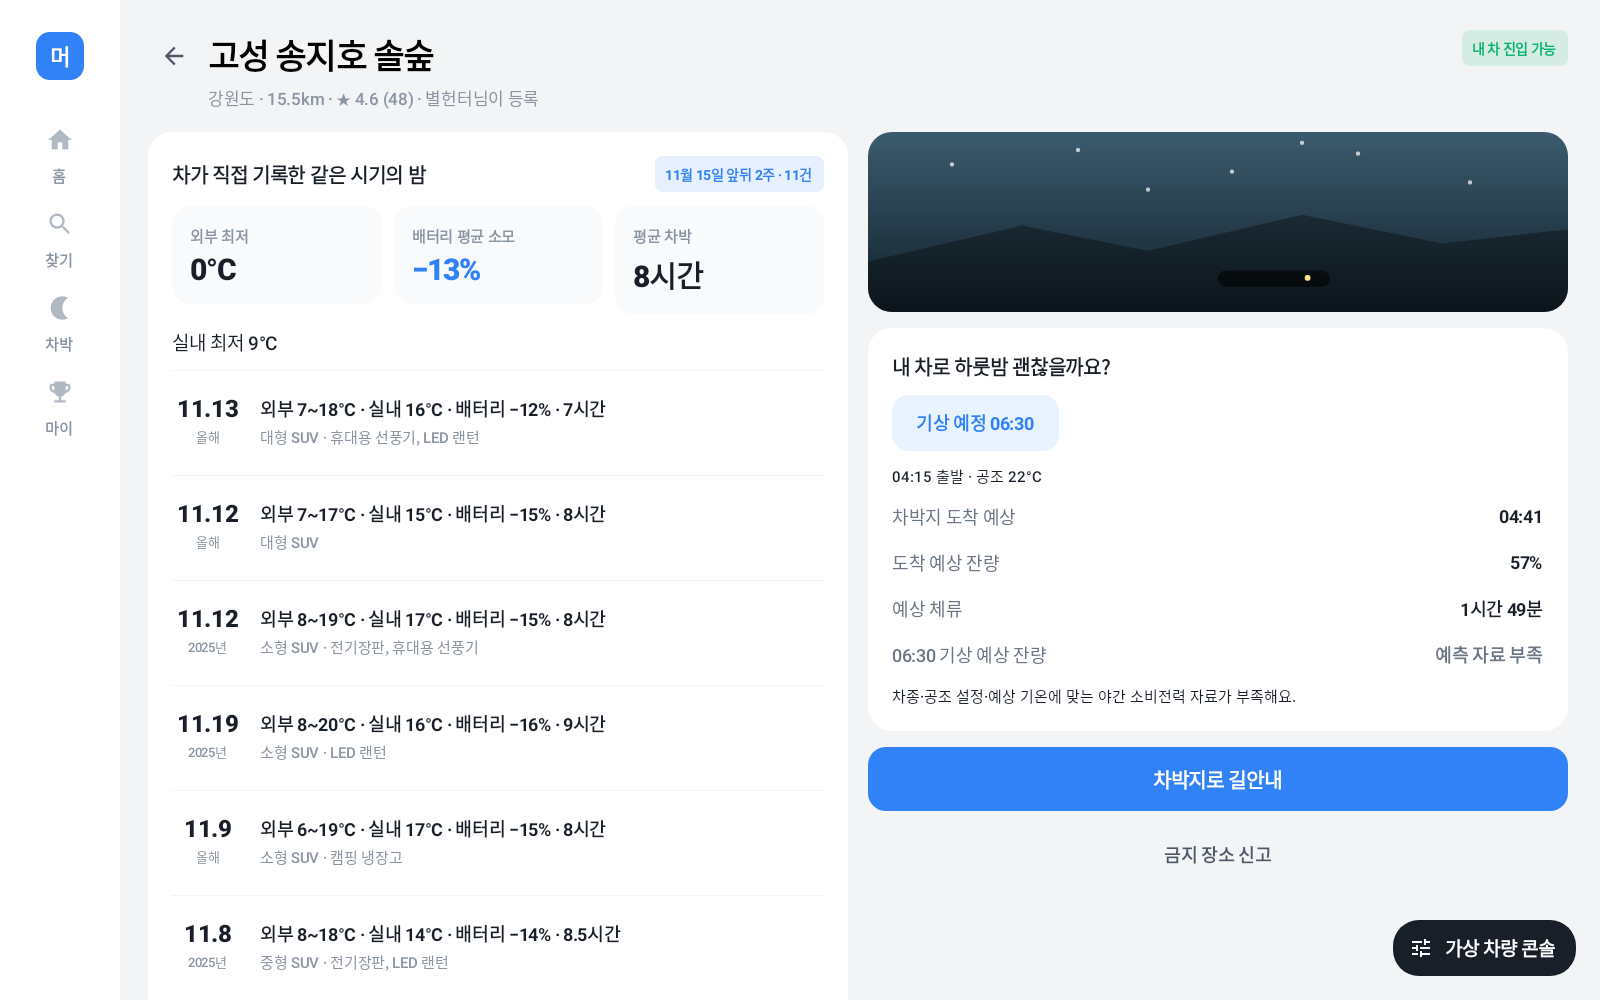 머
홈
찾기
차박
마이
고성 송지호 솔숲
강원도 · 15.5km · ★ 4.6 (48) · 별헌터님이 등록
내 차 진입 가능
차가 직접 기록한 같은 시기의 밤
11월 15일 앞뒤 2주 · 11건
외부 최저
0°C
배터리 평균 소모
−13%
평균 차박
8시간
실내 최저 9°C
11.13
올해
외부 7~18°C · 실내 16°C · 배터리 −12% · 7시간
대형 SUV · 휴대용 선풍기, LED 랜턴
11.12
올해
외부 7~17°C · 실내 15°C · 배터리 −15% · 8시간
대형 SUV
11.12
2025년
외부 8~19°C · 실내 17°C · 배터리 −15% · 8시간
소형 SUV · 전기장판, 휴대용 선풍기
11.19
2025년
외부 8~20°C · 실내 16°C · 배터리 −16% · 9시간
소형 SUV · LED 랜턴
11.9
올해
외부 6~19°C · 실내 17°C · 배터리 −15% · 8시간
소형 SUV · 캠핑 냉장고
11.8
2025년
외부 8~18°C · 실내 14°C · 배터리 −14% · 8.5시간
중형 SUV · 전기장판, LED 랜턴
내 차로 하룻밤 괜찮을까요?
기상 예정 06:30
04:15 출발 · 공조 22°C
차박지 도착 예상
04:41
도착 예상 잔량
57%
예상 체류
1시간 49분
06:30 기상 예상 잔량
예측 자료 부족
차종·공조 설정·예상 기온에 맞는 야간 소비전력 자료가 부족해요.
차박지로 길안내
금지 장소 신고
가상 차량 콘솔